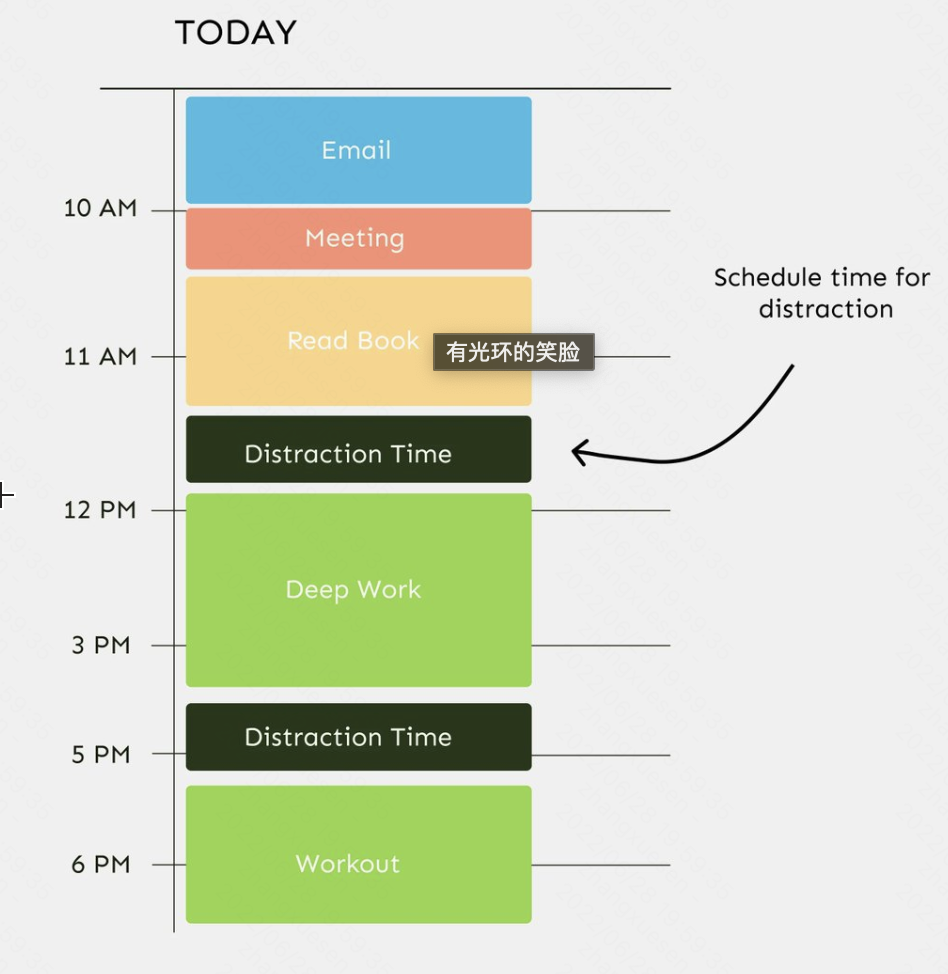 TODAY
Email
10 AM
Meeting
Schedule time for
distraction
Read Book
有光环的笑脸
11 AM
Distraction Time
12 PM
Deep Work
3 PM
Distraction Time
5 PM
Workout
6 PM